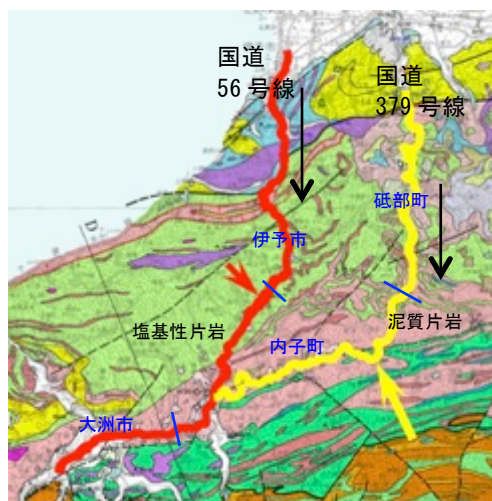 国道
56 号線
国道
379 号線
砥部町
伊予市
塩基性片岩
泥質片岩
内子町
大洲市
D